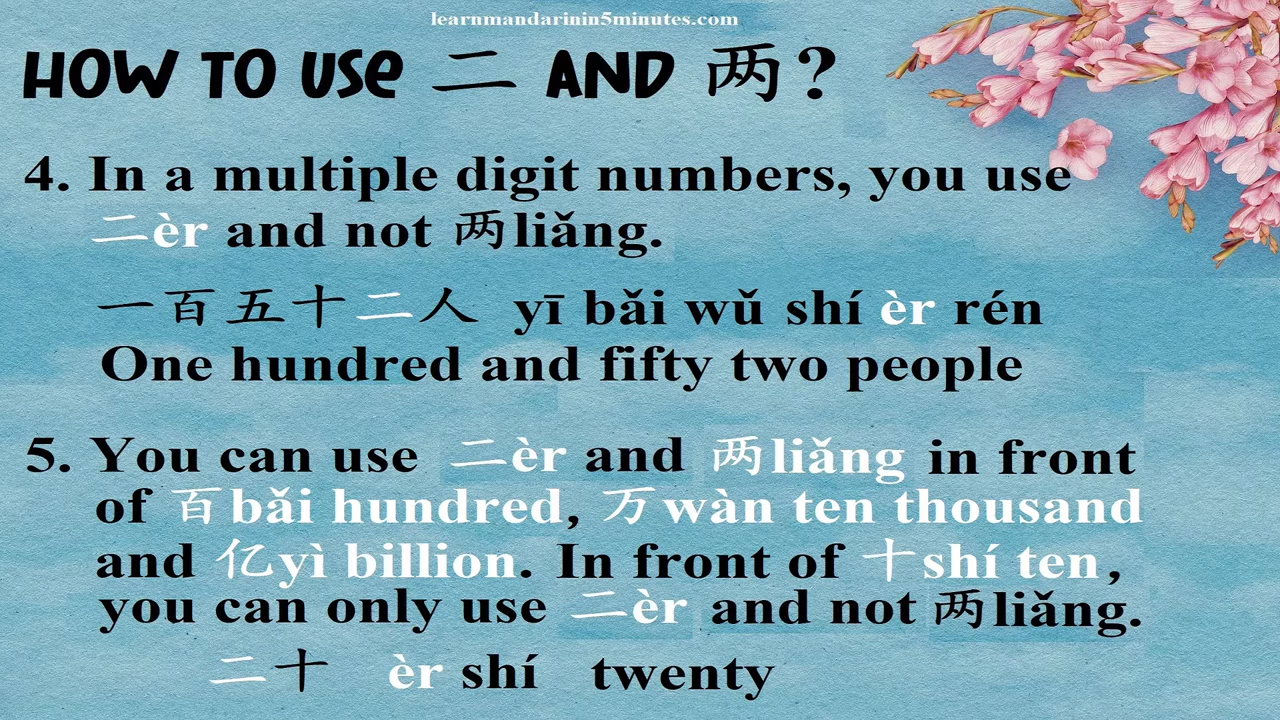 learnmandarinin5minutes.com
HOW TO USE 二 AND 两?
4. In a multiple digit numbers, you use
二èr and not 两liǎng.
一百五十二人 yī bǎi wǔ shí èr rén
One hundred and fifty two people
5. You can use 二èr and 两liǎng in front
of 百bǎi hundred, 万wàn ten thousand
and 亿yì billion. In front of 十shí ten,
you can only use 二èr and not 两liǎng.
二十 èr shí twenty